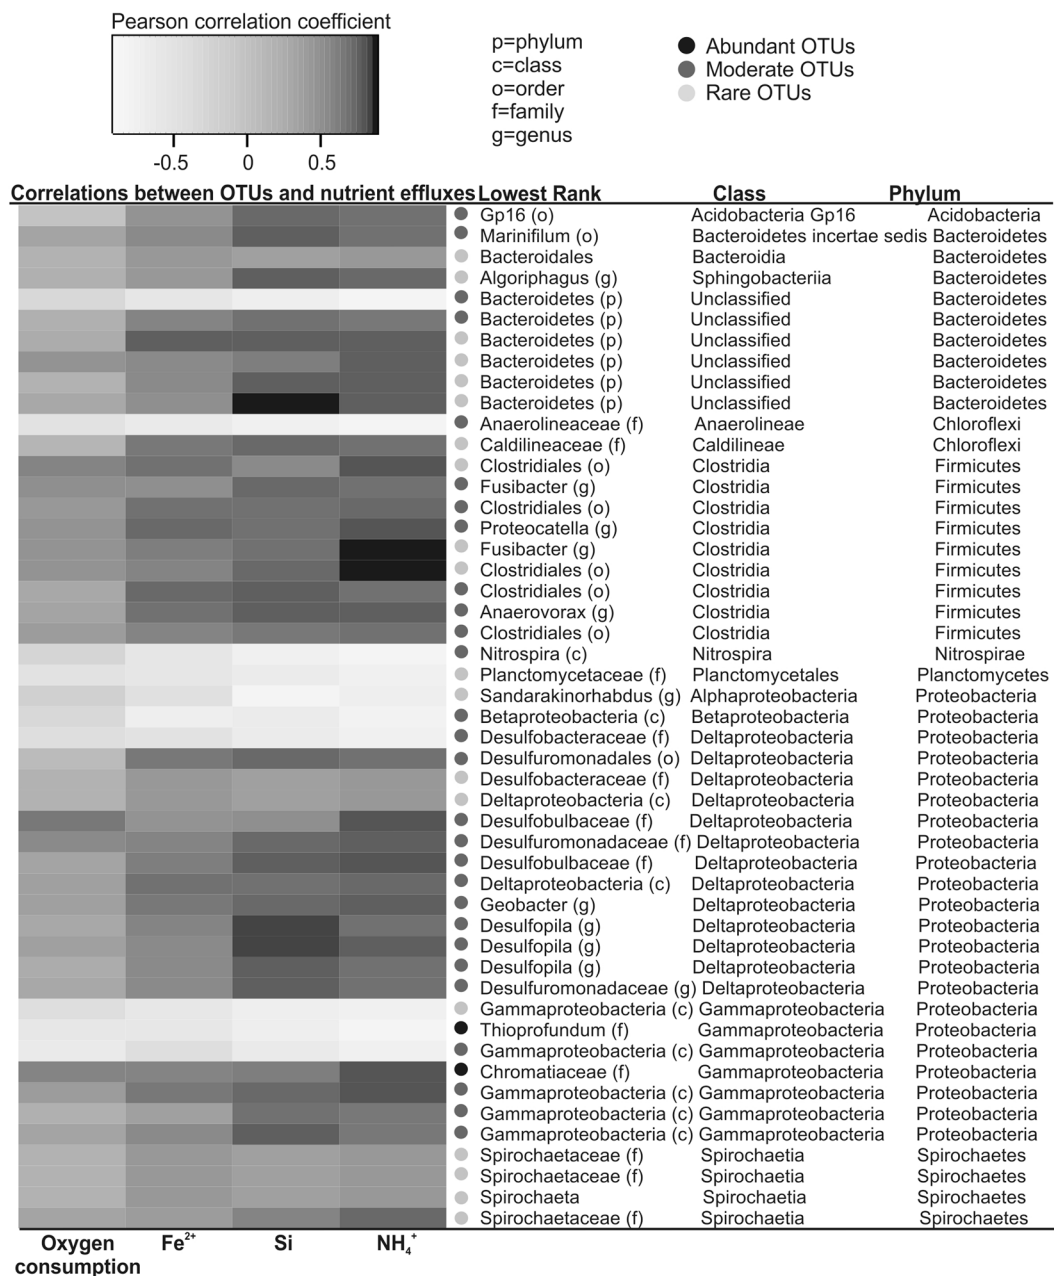 Pearson correlation coefficient
-0.5 0 0.5
p=phylum
c=class
o=order
f=family
g=genus
Abundant OTUs
Moderate OTUs
Rare OTUs
Correlations between OTUs and nutrient effluxes Lowest Rank Class Phylum
Gp16 (o) Acidobacteria Gp16 Acidobacteria
Marinifilum (o) Bacteroidetes incertae sedis Bacteroidetes
Bacteroidales Bacteroidia Bacteroidetes
Algoriphagus (g) Sphingobacteriia Bacteroidetes
Bacteroidetes (p) Unclassified Bacteroidetes
Bacteroidetes (p) Unclassified Bacteroidetes
Bacteroidetes (p) Unclassified Bacteroidetes
Bacteroidetes (p) Unclassified Bacteroidetes
Bacteroidetes (p) Unclassified Bacteroidetes
Bacteroidetes (p) Unclassified Bacteroidetes
Anaerolineaceae (f) Anaerolineae Chloroflexi
Caldilineaceae (f) Caldilineae Chloroflexi
Clostridiales (o) Clostridia Firmicutes
Fusibacter (g) Clostridia Firmicutes
Clostridiales (o) Clostridia Firmicutes
Proteocatella (g) Clostridia Firmicutes
Fusibacter (g) Clostridia Firmicutes
Clostridiales (o) Clostridia Firmicutes
Clostridiales (o) Clostridia Firmicutes
Anaerovorax (g) Clostridia Firmicutes
Clostridiales (o) Clostridia Firmicutes
Nitrospira (c) Nitrospira Nitrospirae
Planctomycetaceae (f) Planctomycetales Planctomycetes
Sandarakinorhabdus (g) Alphaproteobacteria Proteobacteria
Betaproteobacteria (c) Betaproteobacteria Proteobacteria
Desulfobacteraceae (f) Deltaproteobacteria Proteobacteria
Desulfuromonadales (o) Deltaproteobacteria Proteobacteria
Desulfobacteraceae (f) Deltaproteobacteria Proteobacteria
Deltaproteobacteria (c) Deltaproteobacteria Proteobacteria
Desulfobulbaceae (f) Deltaproteobacteria Proteobacteria
Desulfuromonadaceae (f) Deltaproteobacteria Proteobacteria
Desulfobulbaceae (f) Deltaproteobacteria Proteobacteria
Deltaproteobacteria (c) Deltaproteobacteria Proteobacteria
Geobacter (g) Deltaproteobacteria Proteobacteria
Desulfopila (g) Deltaproteobacteria Proteobacteria
Desulfopila (g) Deltaproteobacteria Proteobacteria
Desulfopila (g) Deltaproteobacteria Proteobacteria
Desulfuromonadaceae (g) Deltaproteobacteria Proteobacteria
Gammaproteobacteria (c) Gammaproteobacteria Proteobacteria
Thioprofundum (f) Gammaproteobacteria Proteobacteria
Gammaproteobacteria (c) Gammaproteobacteria Proteobacteria
Chromatiaceae (f) Gammaproteobacteria Proteobacteria
Gammaproteobacteria (c) Gammaproteobacteria Proteobacteria
Gammaproteobacteria (c) Gammaproteobacteria Proteobacteria
Gammaproteobacteria (c) Gammaproteobacteria Proteobacteria
Spirochaetaceae (f) Spirochaetia Spirochaetes
Spirochaetaceae (f) Spirochaetia Spirochaetes
Spirochaeta Spirochaetia Spirochaetes
Spirochaetaceae (f) Spirochaetia Spirochaetes
Oxygen consumption Fe²⁺ Si NH₄⁺